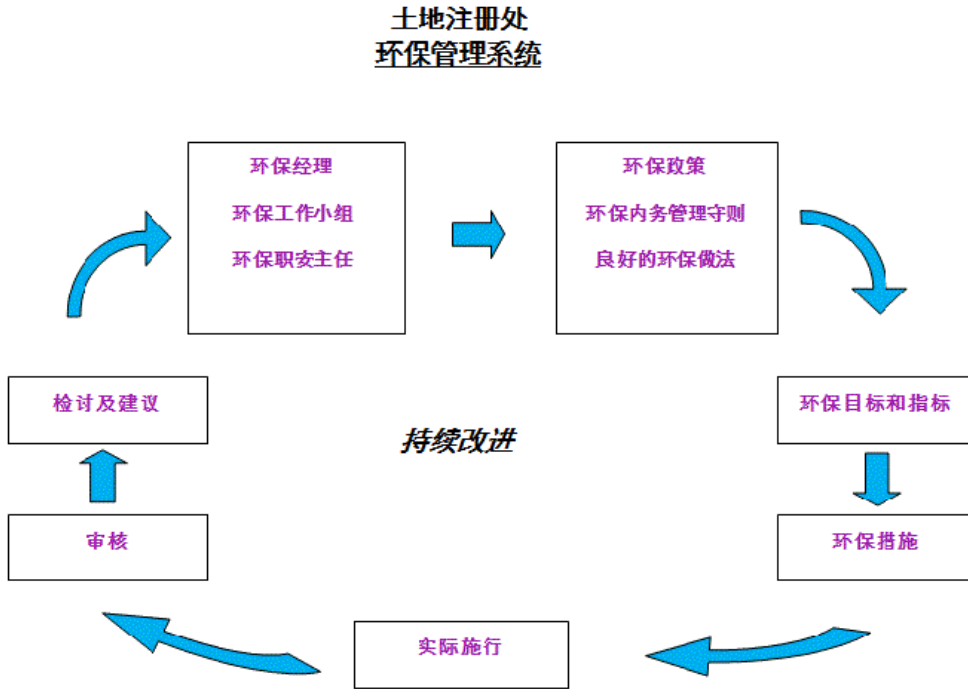 土地注册处
环保管理系统
环保经理
环保工作小组
环保职安主任
环保政策
环保内务管理守则
良好的环保做法
检讨及建议
环保目标和指标
持续改进
审核
环保措施
实际施行